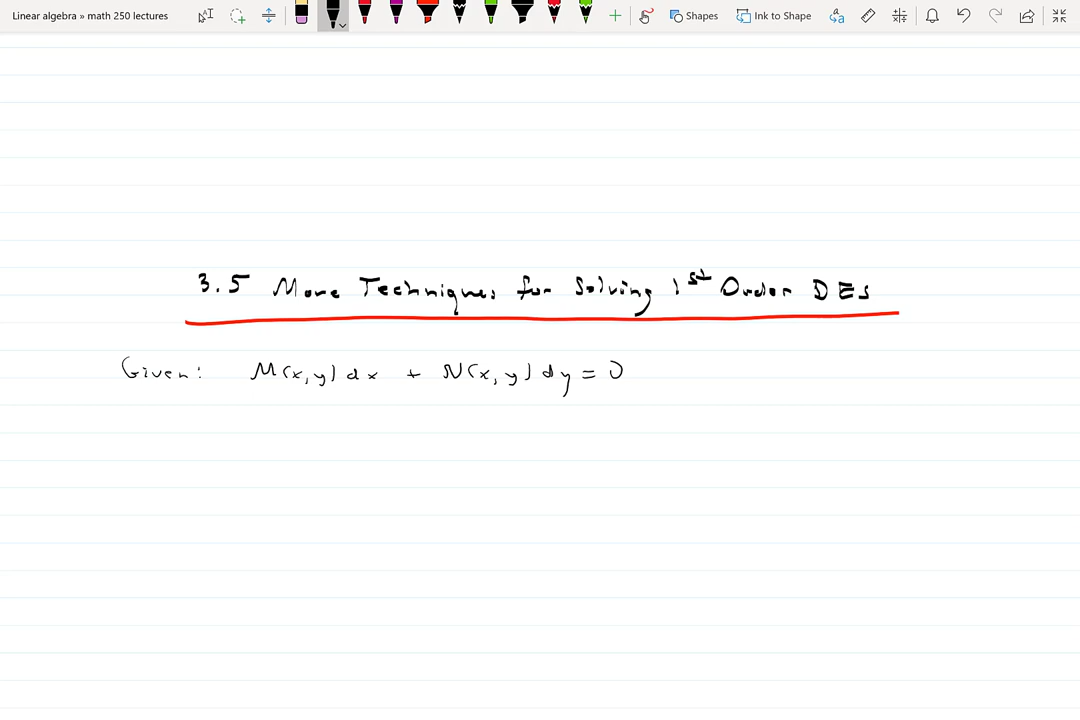 Linear algebra » math 250 lectures
Shapes
Ink to Shape
3.5 More Techniques for Solving 1st Order DEs
Given: M(x,y)dx + N(x,y)dy = 0